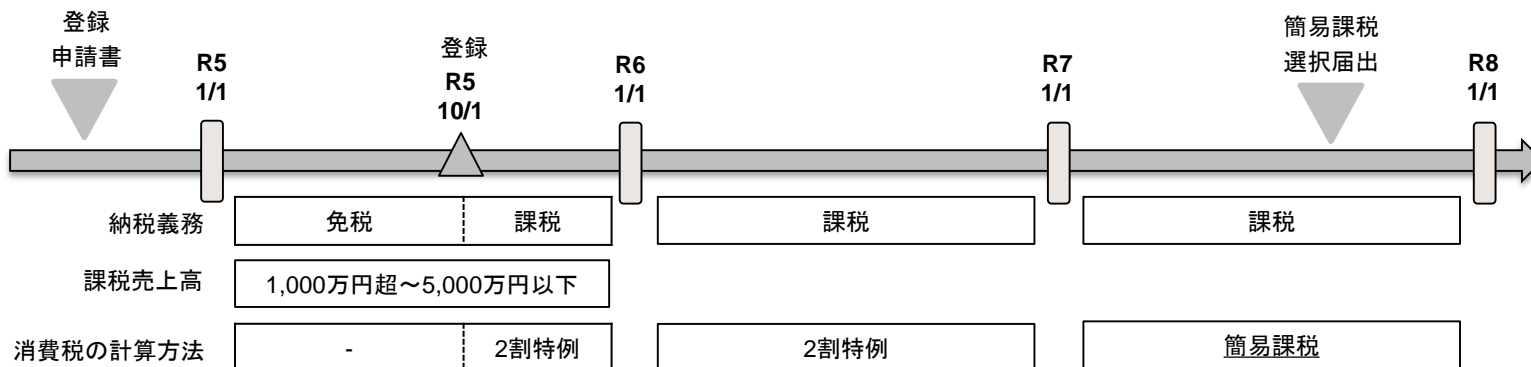 登録
申請書
R5
1/1
登録
R5
10/1
R6
1/1
R7
1/1
簡易課税
選択届出
R8
1/1
納税義務 免税 課税 課税 課税
課税売上高 1,000万円超～5,000万円以下
消費税の計算方法 - 2割特例 2割特例 簡易課税